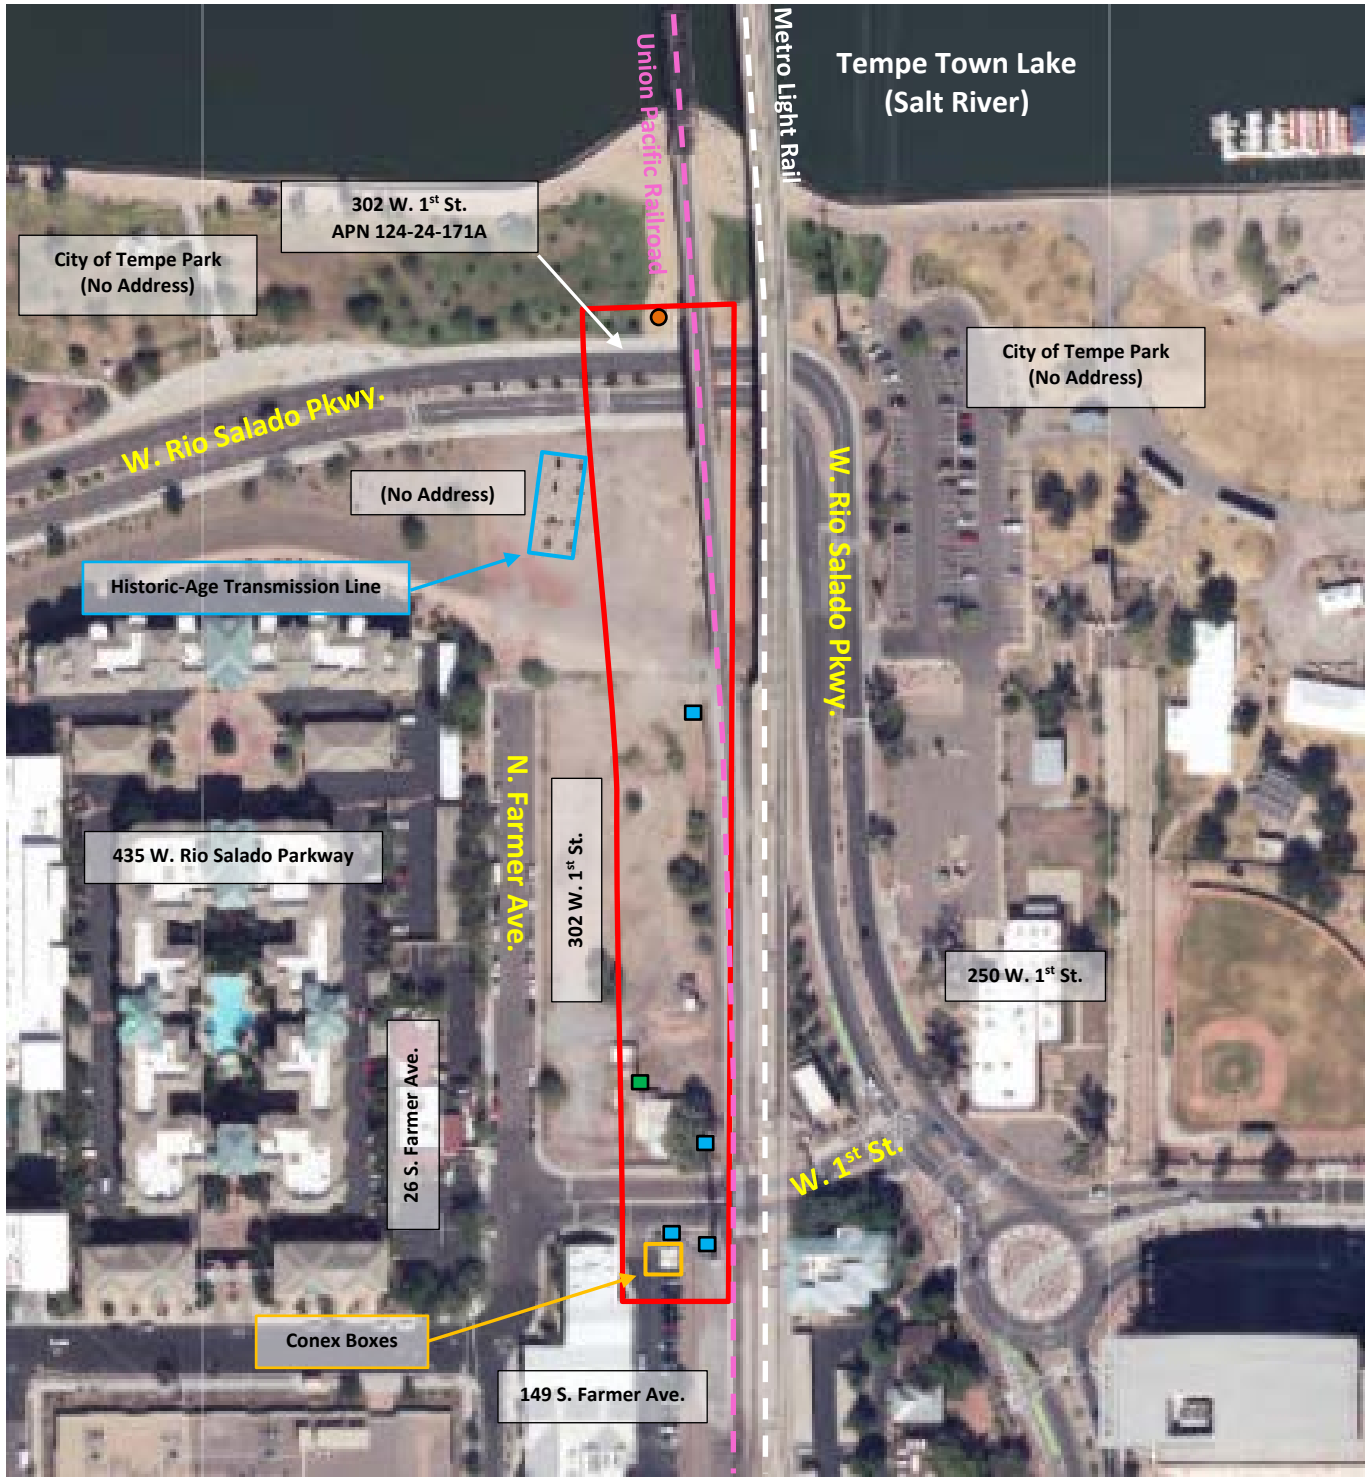 Tempe Town Lake
(Salt River)
Metro Light Rail
Union Pacific Railroad
302 W. 1st St.
APN 124-24-171A
City of Tempe Park
(No Address)
City of Tempe Park
(No Address)
W. Rio Salado Pkwy.
(No Address)
W. Rio Salado Pkwy.
Historic-Age Transmission Line
N. Farmer Ave.
302 W. 1st St.
435 W. Rio Salado Parkway
250 W. 1st St.
26 S. Farmer Ave.
W. 1st St.
Conex Boxes
149 S. Farmer Ave.